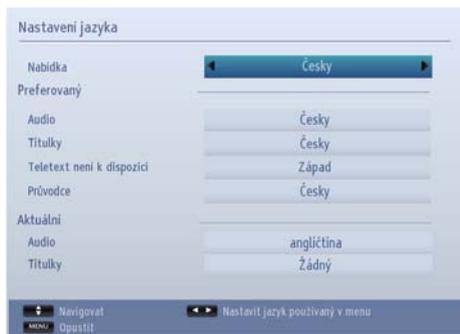 Nastavení jazyka
Nabídka Česky
Preferovaný
Audio Česky
Titulky Česky
Teletext není k dispozici Západ
Průvodce Česky
Aktuální
Audio angličtina
Titulky Žádný
Navigovat Nastavit jazyk používaný v menu
MENU Opustit